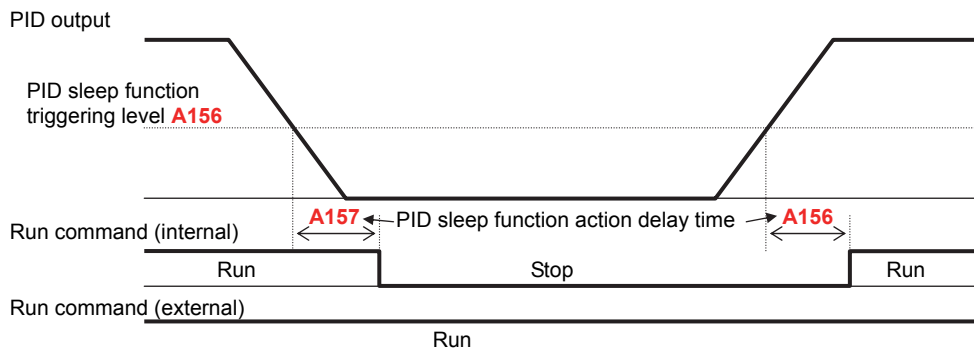 PID output
PID sleep function
triggering level A156
A157 PID sleep function action delay time A156
Run command (internal)
Run Stop Run
Run command (external)
Run